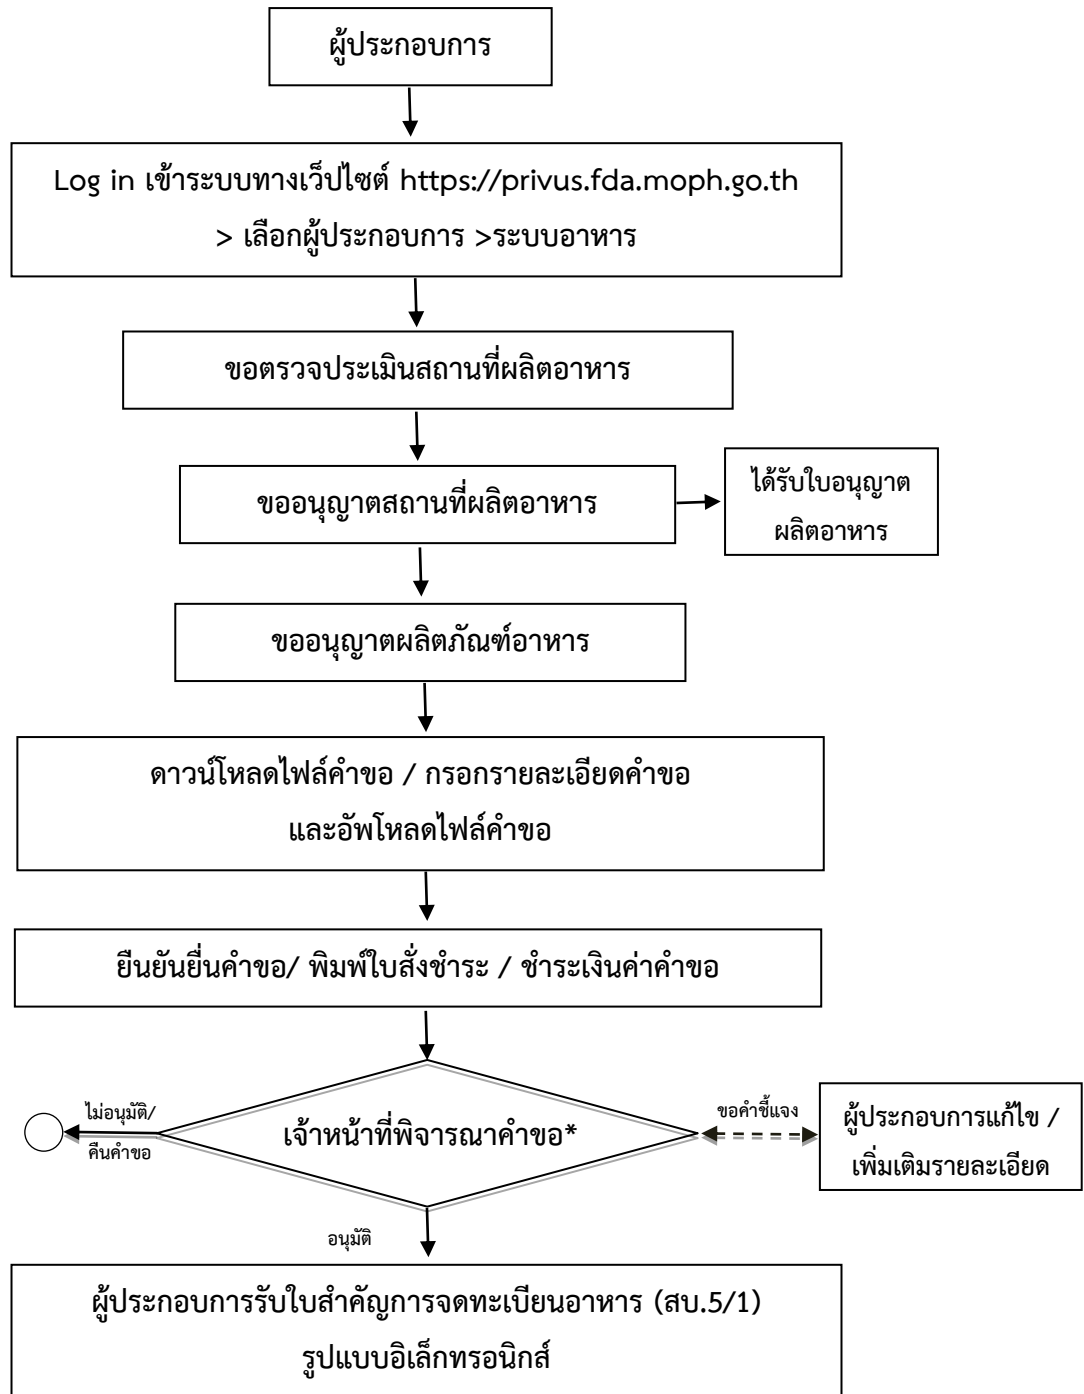 ผู้ประกอบการ
Log in เข้าระบบทางเว็ปไซต์ https://privus.fda.moph.go.th
> เลือกผู้ประกอบการ >ระบบอาหาร
ขอตรวจประเมินสถานที่ผลิตอาหาร
ขออนุญาตสถานที่ผลิตอาหาร
ได้รับใบอนุญาต
ผลิตอาหาร
ขออนุญาตผลิตภัณฑ์อาหาร
ดาวน์โหลดไฟล์คำขอ / กรอกรายละเอียดคำขอ
และอัพโหลดไฟล์คำขอ
ยืนยันยื่นคำขอ/ พิมพ์ใบสั่งชำระ / ชำระเงินค่าคำขอ
ไม่อนุมัติ/
คืนคำขอ
เจ้าหน้าที่พิจารณาคำขอ*
ขอคำชี้แจง
ผู้ประกอบการแก้ไข /
เพิ่มเติมรายละเอียด
อนุมัติ
ผู้ประกอบการรับใบสำคัญการจดทะเบียนอาหาร (สบ.5/1)
รูปแบบอิเล็กทรอนิกส์